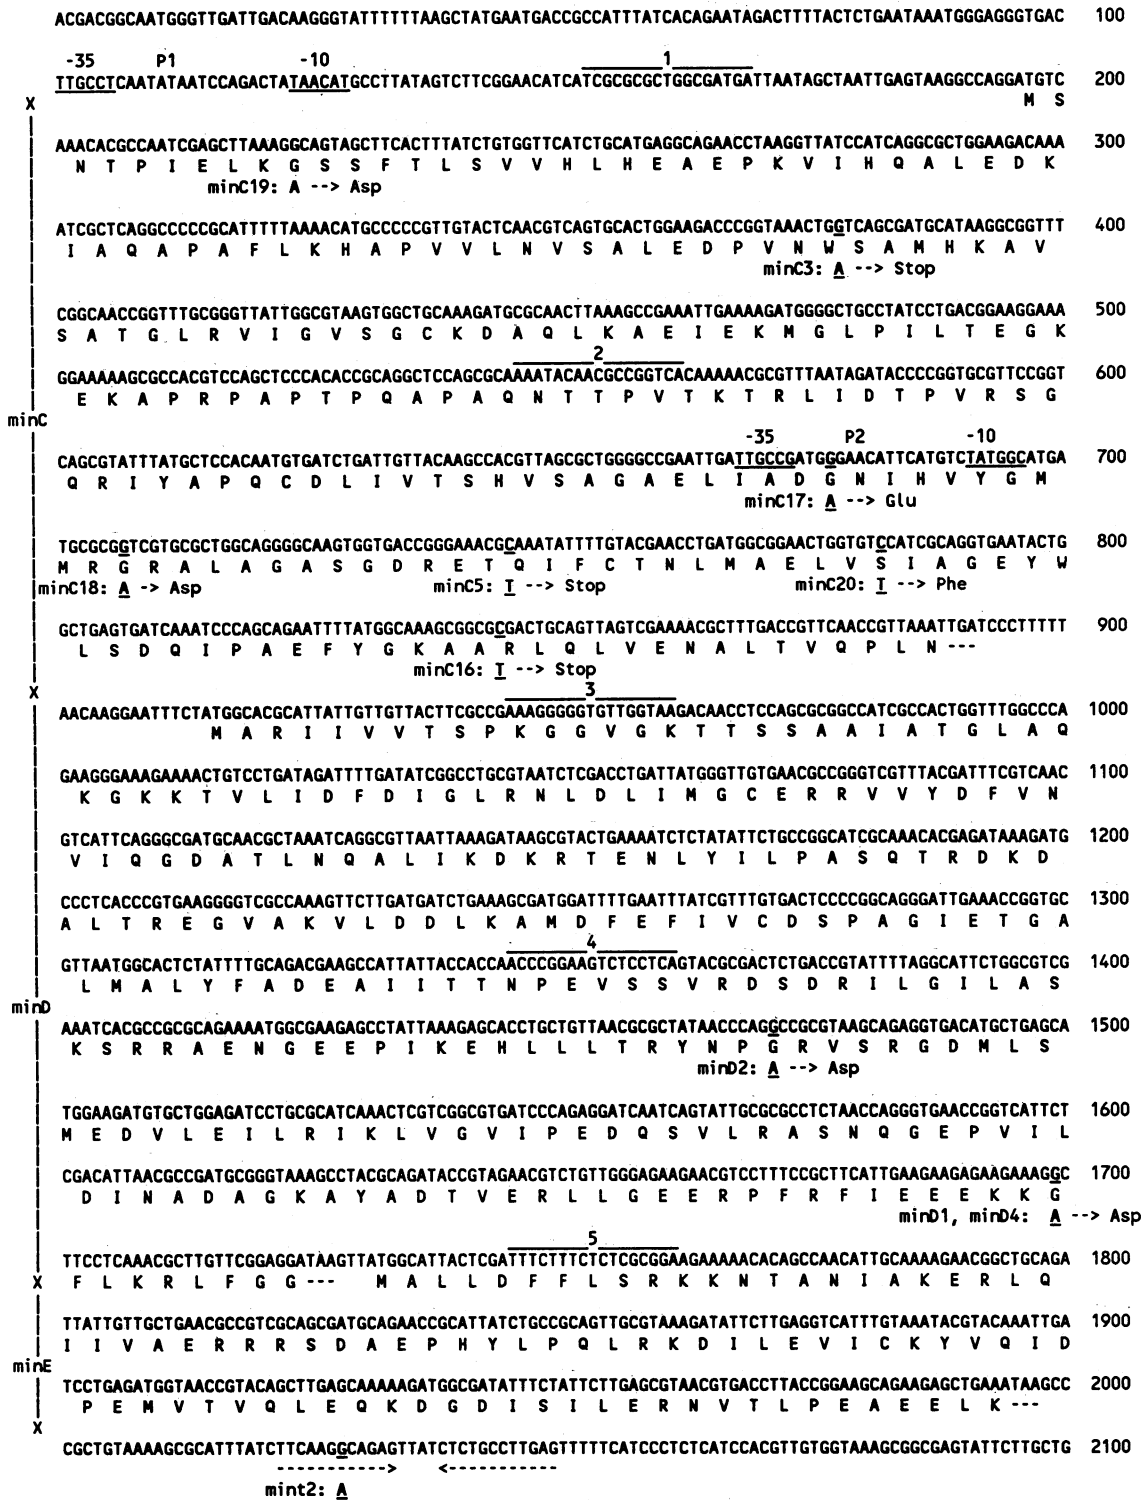 ACGACGGCAATGGGTTGATTGACAAGGGTATTTTTTAAGCTATGAATGACCGCCATTTATCACAGAATAGACTTTTACTCTGAATAAATGGGAGGGTGAC 100
-35 P1 -10 1
TTGCCTCAATATAATCCAGACTATAACATGCCTTATAGTCTTCGGAACATCATCGCGCGCTGGCGATGATTAATAGCTAATTGAGTAAGGCCAGGATGTC 200
X M S
AAACACGCCAATCGAGCTTAAAGGCAGTAGCTTCACTTTATCTGTGGTTCATCTGCATGAGGCAGAACCTAAGGTTATCCATCAGGCGCTGGAAGACAAA 300
N T P I E L K G S S F T L S V V H L H E A E P K V I H Q A L E D K
minC19: A --> Asp
ATCGCTCAGGCCCCCGCATTTTTAAAACATGCCCCCGTTGTACTCAACGTCAGTGCACTGGAAGACCCGGTAAACTGGTCAGCGATGCATAAGGCGGTTT 400
I A Q A P A F L K H A P V V L N V S A L E D P V N W S A M H K A V
minC3: A --> Stop
CGGCAACCGGTTTGCGGGTTATTGGCGTAAGTGGCTGCAAAGATGCGCAACTTAAAGCCGAAATTGAAAAGATGGGGCTGCCTATCCTGACGGAAGGAAA 500
S A T G L R V I G V S G C K D A Q L K A E I E K M G L P I L T E G K
2
GGAAAAAGCGCCACGTCCAGCTCCCACACCGCAGGCTCCAGCGCAAAATACAACGCCGGTCACAAAAACGCGTTTAATAGATACCCCGGTGCGTTCCGGT 600
E K A P R P A P T P Q A P A Q N T T P V T K T R L I D T P V R S G
minC
-35 P2 -10
CAGCGTATTTATGCTCCACAATGTGATCTGATTGTTACAAGCCACGTTAGCGCTGGGGCCGAATTGATTGCCGATGGGAACATTCATGTCTATGGCATGA 700
Q R I Y A P Q C D L I V T S H V S A G A E L I A D G N I H V Y G M
minC17: A --> Glu
TGCGCGGTCGTGCGCTGGCAGGGGCAAGTGGTGACCGGGAAACGCAAATATTTTGTACGAACCTGATGGCGGAACTGGTGTCCATCGCAGGTGAATACTG 800
M R G R A L A G A S G D R E T Q I F C T N L M A E L V S I A G E Y W
minC18: A -> Asp minC5: T --> Stop minC20: T --> Phe
GCTGAGTGATCAAATCCCAGCAGAATTTTATGGCAAAGCGGCGCGACTGCAGTTAGTCGAAAACGCTTTGACCGTTCAACCGTTAAATTGATCCCTTTTT 900
L S D Q I P A E F Y G K A A R L Q L V E N A L T V Q P L N ---
minC16: T --> Stop
X 3
AACAAGGAATTTCTATGGCACGCATTATTGTTGTTACTTCGCCGAAAGGGGGTGTTGGTAAGACAACCTCCAGCGCGGCCATCGCCACTGGTTTGGCCCA 1000
M A R I I V V T S P K G G V G K T T S S A A I A T G L A Q
GAAGGGAAAGAAAACTGTCCTGATAGATTTTGATATCGGCCTGCGTAATCTCGACCTGATTATGGGTTGTGAACGCCGGGTCGTTTACGATTTCGTCAAC 1100
K G K K T V L I D F D I G L R N L D L I M G C E R R V V Y D F V N
GTCATTCAGGGCGATGCAACGCTAAATCAGGCGTTAATTAAAGATAAGCGTACTGAAAATCTCTATATTCTGCCGGCATCGCAAACACGAGATAAAGATG 1200
V I Q G D A T L N Q A L I K D K R T E N L Y I L P A S Q T R D K D
CCCTCACCCGTGAAGGGGTCGCCAAAGTTCTTGATGATCTGAAAGCGATGGATTTTGAATTTATCGTTTGTGACTCCCCGGCAGGGATTGAAACCGGTGC 1300
A L T R E G V A K V L D D L K A M D F E F I V C D S P A G I E T G A
4
GTTAATGGCACTCTATTTTGCAGACGAAGCCATTATTACCACCAACCCGGAAGTCTCCTCAGTACGCGACTCTGACCGTATTTTAGGCATTCTGGCGTCG 1400
L M A L Y F A D E A I I T T N P E V S S V R D S D R I L G I L A S
minD
AAATCACGCCGCGCAGAAAATGGCGAAGAGCCTATTAAAGAGCACCTGCTGTTAACGCGCTATAACCCAGGCCGCGTAAGCAGAGGTGACATGCTGAGCA 1500
K S R R A E N G E E P I K E H L L L T R Y N P G R V S R G D M L S
minD2: A --> Asp
TGGAAGATGTGCTGGAGATCCTGCGCATCAAACTCGTCGGCGTGATCCCAGAGGATCAATCAGTATTGCGCGCCTCTAACCAGGGTGAACCGGTCATTCT 1600
M E D V L E I L R I K L V G V I P E D Q S V L R A S N Q G E P V I L
CGACATTAACGCCGATGCGGGTAAAGCCTACGCAGATACCGTAGAACGTCTGTTGGGAGAAGAACGTCCTTTCCGCTTCATTGAAGAAGAGAAGAAAGGC 1700
D I N A D A G K A Y A D T V E R L L G E E R P F R F I E E E K K G
minD1, minD4: A --> Asp
5
TTCCTCAAACGCTTGTTCGGAGGATAAGTTATGGCATTACTCGATTTCTTTCTCTCGCGGAAGAAAAACACAGCCAACATTGCAAAAGAACGGCTGCAGA 1800
X F L K R L F G G --- M A L L D F F L S R K K N T A N I A K E R L Q
TTATTGTTGCTGAACGCCGTCGCAGCGATGCAGAACCGCATTATCTGCCGCAGTTGCGTAAAGATATTCTTGAGGTCATTTGTAAATACGTACAAATTGA 1900
I I V A E R R R S D A E P H Y L P Q L R K D I L E V I C K Y V Q I D
minE
TCCTGAGATGGTAACCGTACAGCTTGAGCAAAAAGATGGCGATATTTCTATTCTTGAGCGTAACGTGACCTTACCGGAAGCAGAAGAGCTGAAATAAGCC 2000
P E M V T V Q L E Q K D G D I S I L E R N V T L P E A E E L K ---
X
CGCTGTAAAAGCGCATTTATCTTCAAGGCAGAGTTATCTCTGCCTTGAGTTTTTCATCCCTCTCATCCACGTTGTGGTAAAGCGGCGAGTATTCTTGCTG 2100
-----------> <-----------
mint2: A